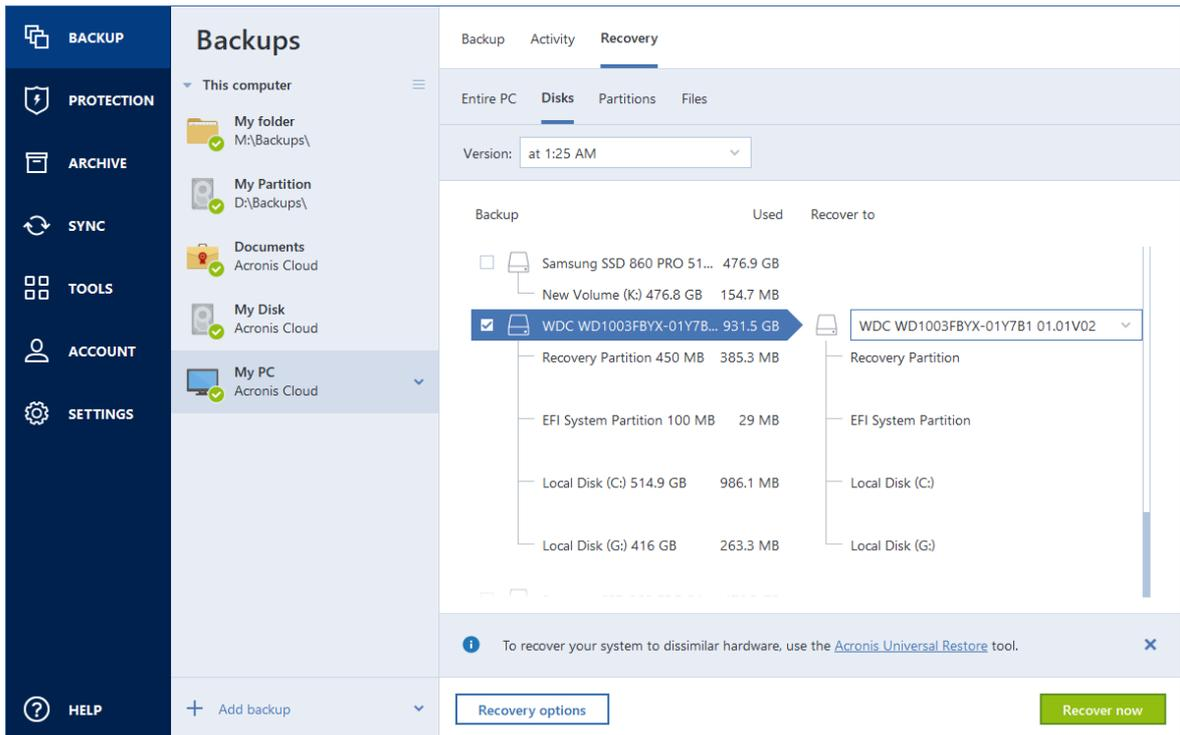 BACKUP
PROTECTION
ARCHIVE
SYNC
TOOLS
ACCOUNT
SETTINGS
HELP
Backups
This computer
My folder
M:\Backups\
My Partition
D:\Backups\
Documents
Acronis Cloud
My Disk
Acronis Cloud
My PC
Acronis Cloud
Add backup
Backup Activity Recovery
Entire PC Disks Partitions Files
Version: at 1:25 AM
Backup Used Recover to
Samsung SSD 860 PRO 51... 476.9 GB
New Volume (K:) 476.8 GB 154.7 MB
WDC WD1003FBYX-01Y7B... 931.5 GB WDC WD1003FBYX-01Y7B1 01.01V02
Recovery Partition 450 MB 385.3 MB Recovery Partition
EFI System Partition 100 MB 29 MB EFI System Partition
Local Disk (C:) 514.9 GB 986.1 MB Local Disk (C:)
Local Disk (G:) 416 GB 263.3 MB Local Disk (G:)
To recover your system to dissimilar hardware, use the Acronis Universal Restore tool.
Recovery options Recover now